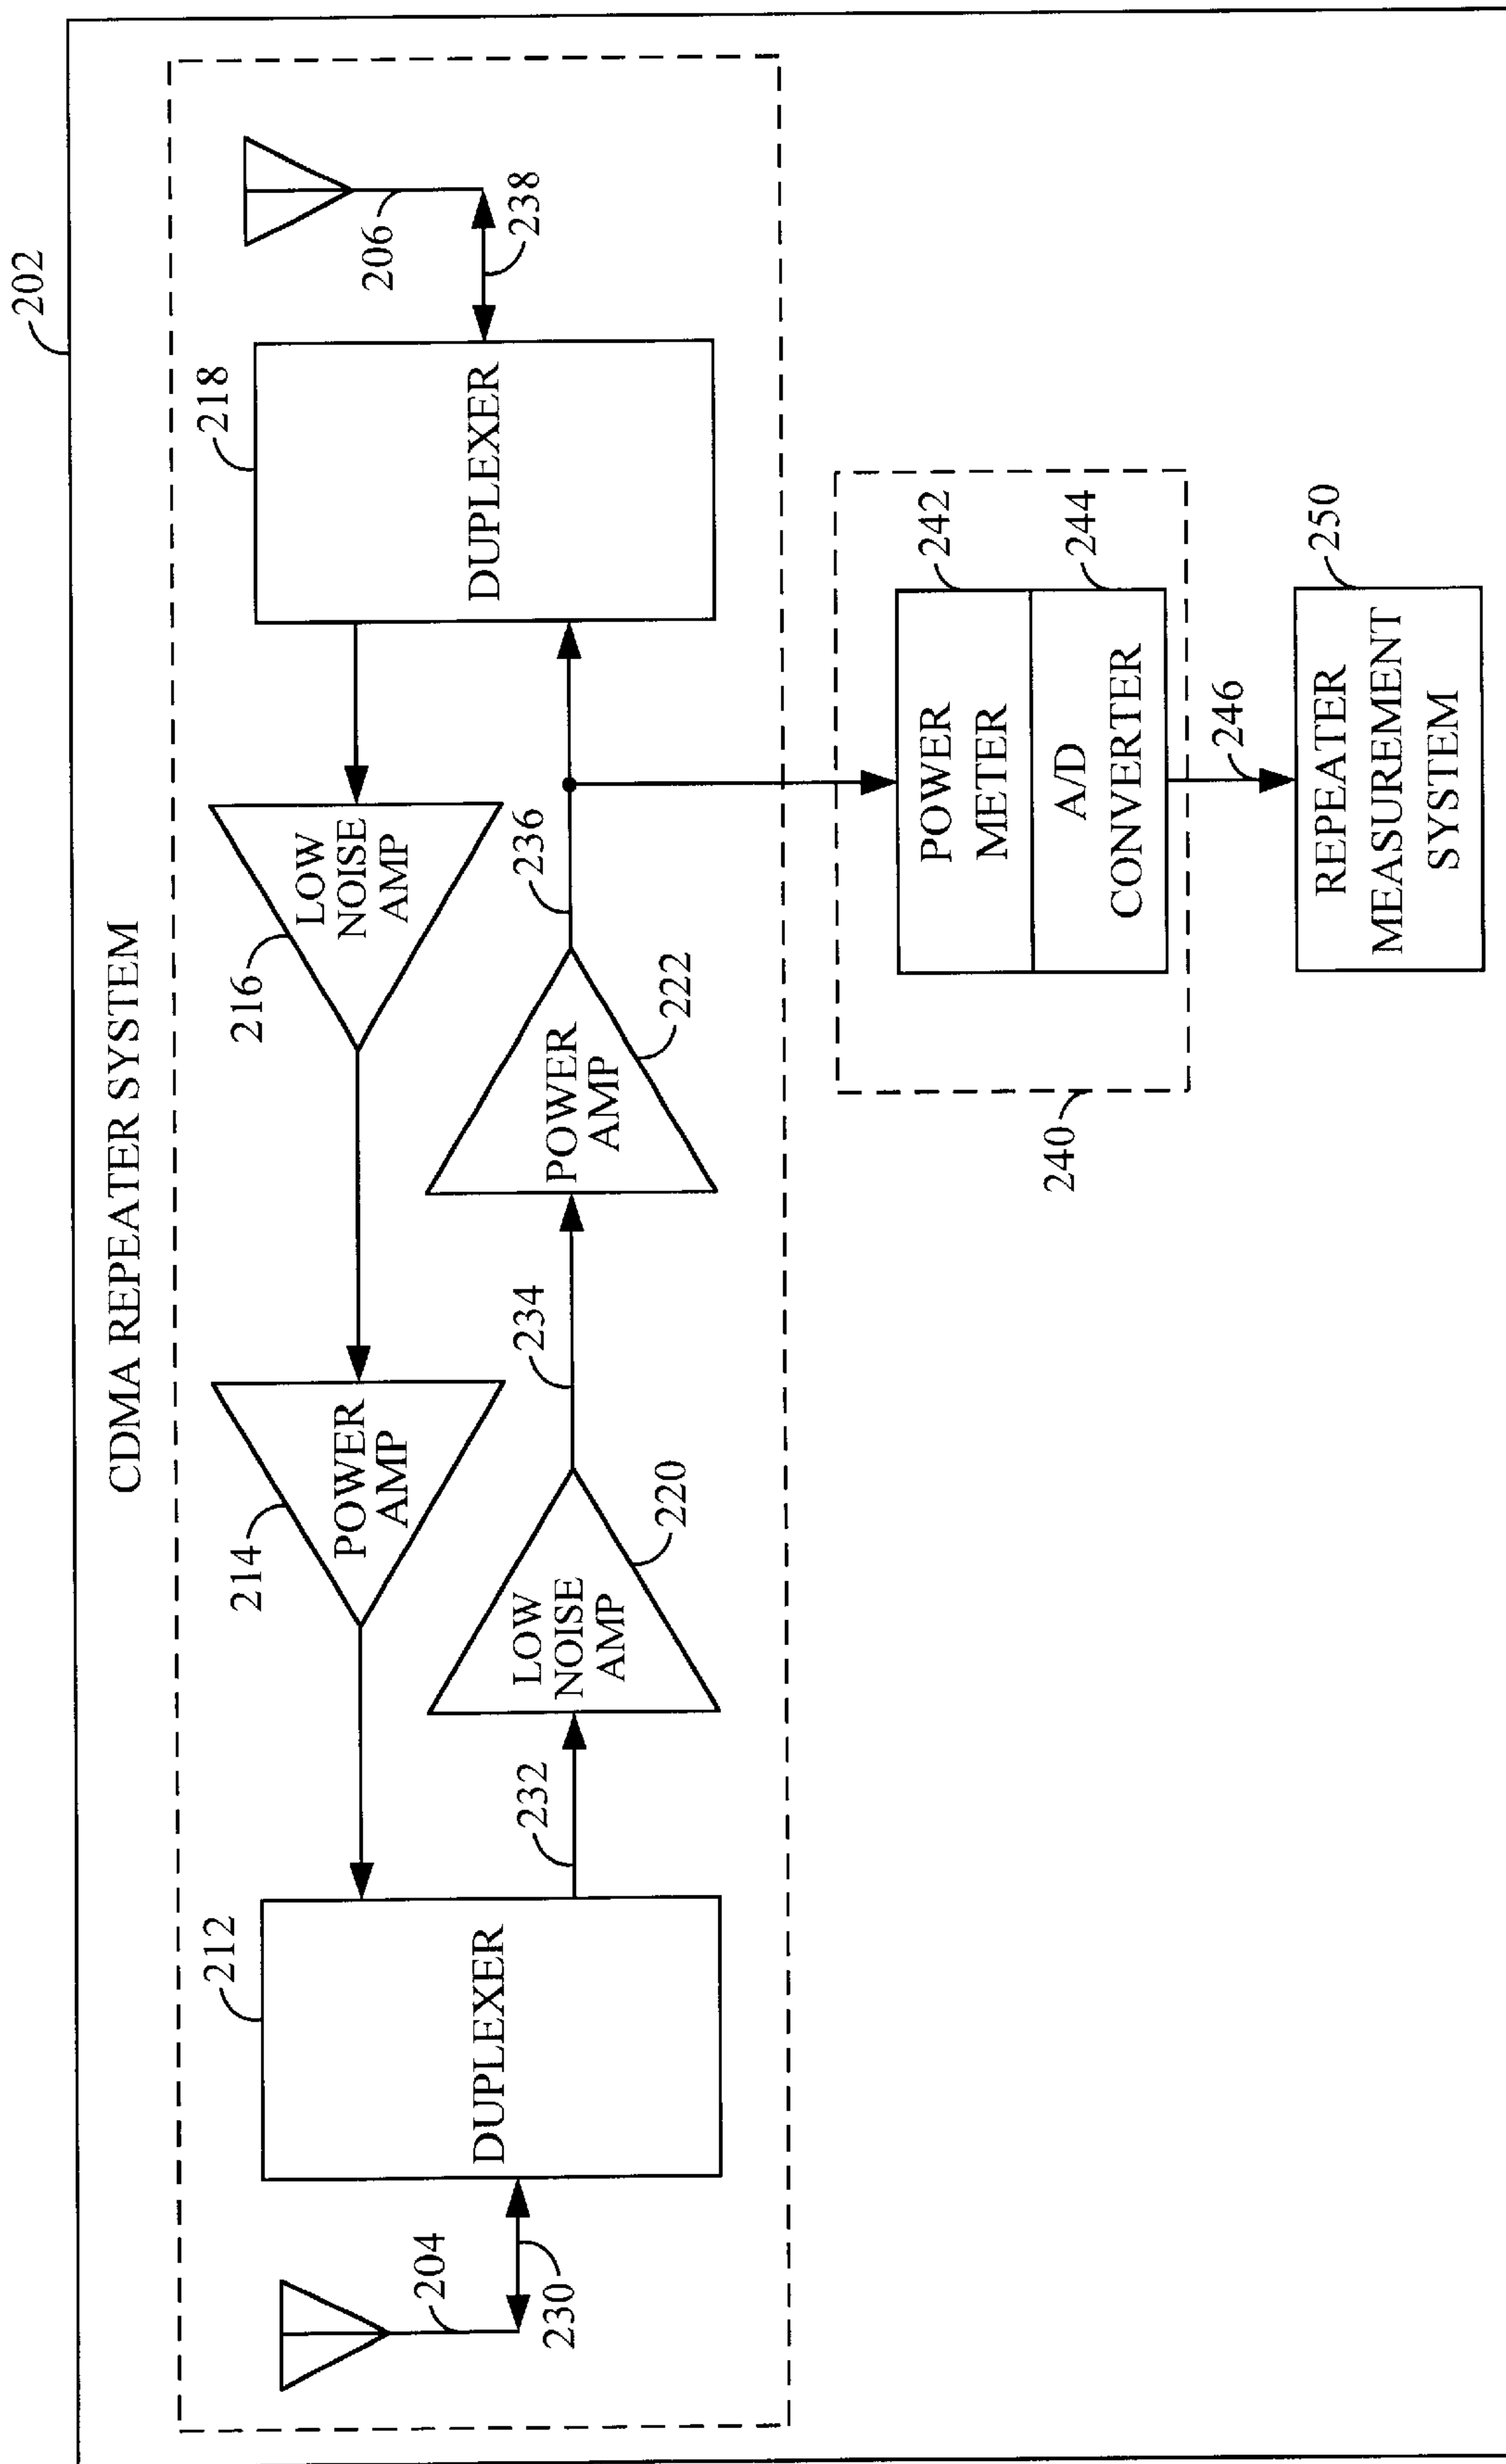 202
CDMA REPEATER SYSTEM
204
230
212
DUPLEXER
232
214
POWER
AMP
LOW
NOISE
AMP
220
234
216
LOW
NOISE
AMP
POWER
AMP
222
236
218
DUPLEXER
206
238
240
POWER
METER
242
A/D
CONVERTER
244
246
REPEATER
MEASUREMENT
SYSTEM
250